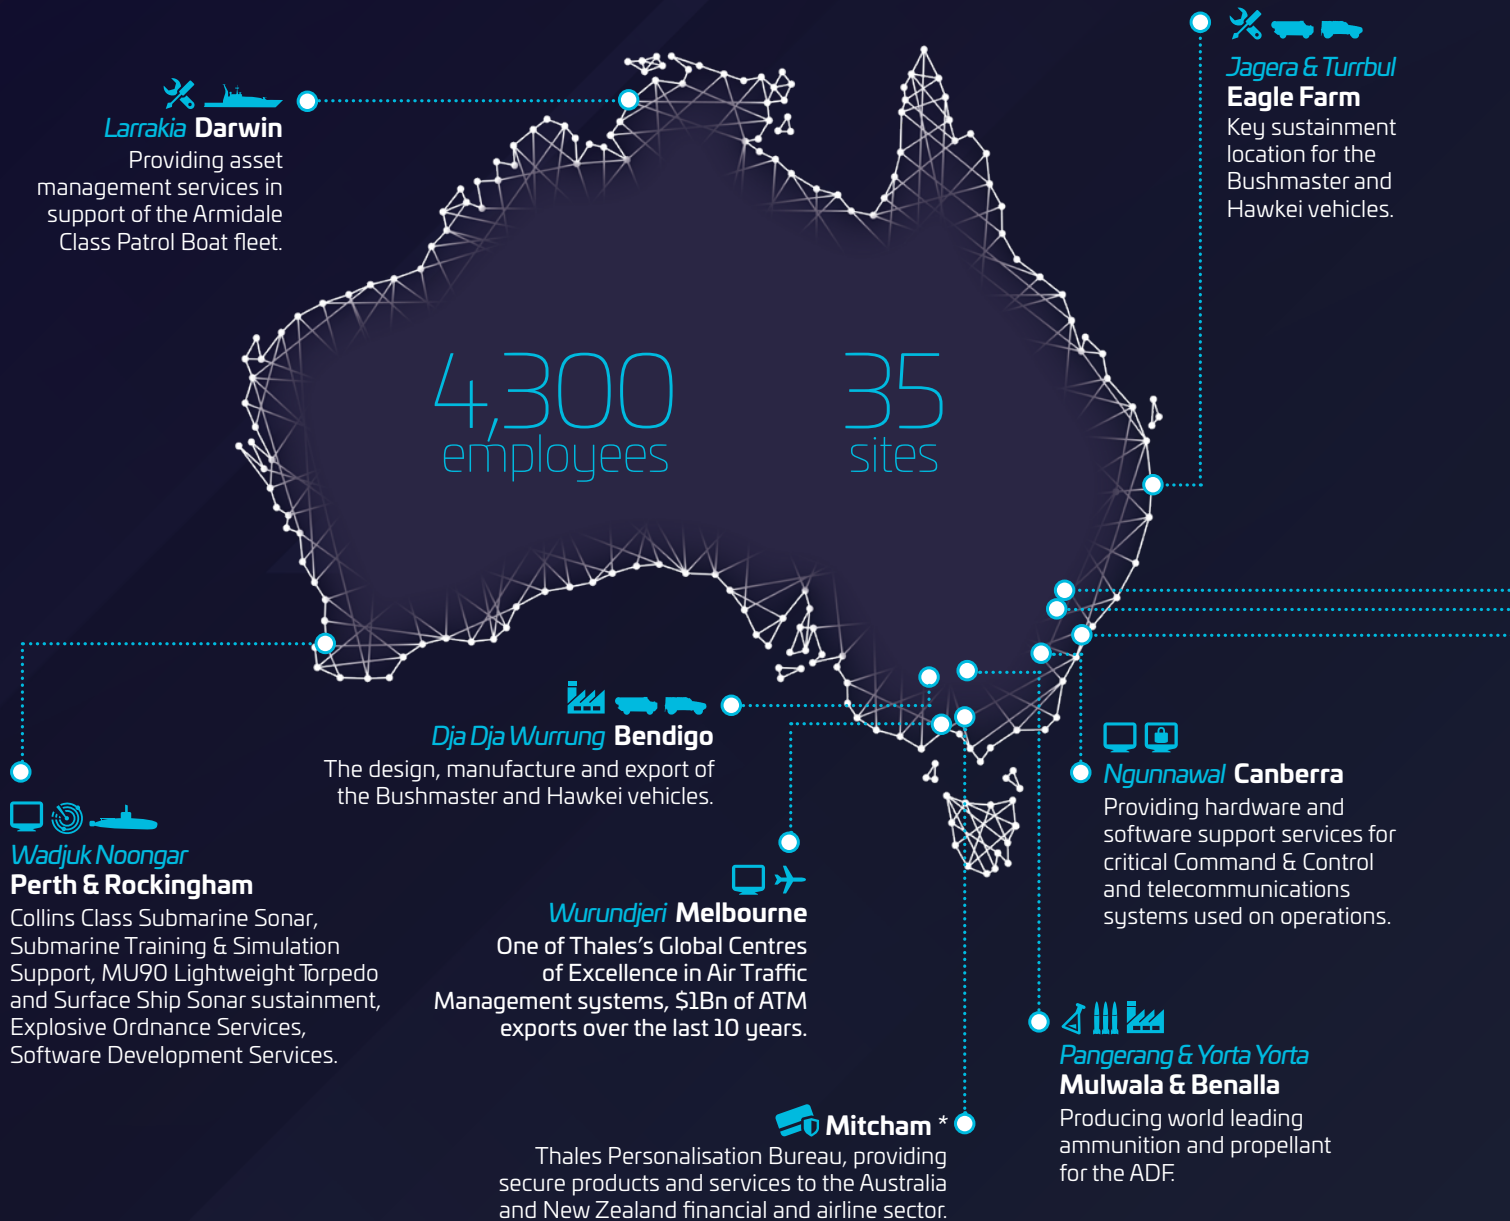 Larrakia Darwin
Providing asset
management services in
support of the Armidale
Class Patrol Boat fleet.
Jagera & Turrbul
Eagle Farm
Key sustainment
location for the
Bushmaster and
Hawkei vehicles.
4,300
employees
35
sites
Dja Dja Wurrung Bendigo
The design, manufacture and export of
the Bushmaster and Hawkei vehicles.
Ngunnawal Canberra
Providing hardware and
software support services for
critical Command & Control
and telecommunications
systems used on operations.
Wadjuk Noongar
Perth & Rockingham
Collins Class Submarine Sonar,
Submarine Training & Simulation
Support, MU90 Lightweight Torpedo
and Surface Ship Sonar sustainment,
Explosive Ordnance Services,
Software Development Services.
Wurundjeri Melbourne
One of Thales's Global Centres
of Excellence in Air Traffic
Management systems, $1Bn of ATM
exports over the last 10 years.
Pangerang & Yorta Yorta
Mulwala & Benalla
Producing world leading
ammunition and propellant
for the ADF.
Mitcham *
Thales Personalisation Bureau, providing
secure products and services to the Australia
and New Zealand financial and airline sector.